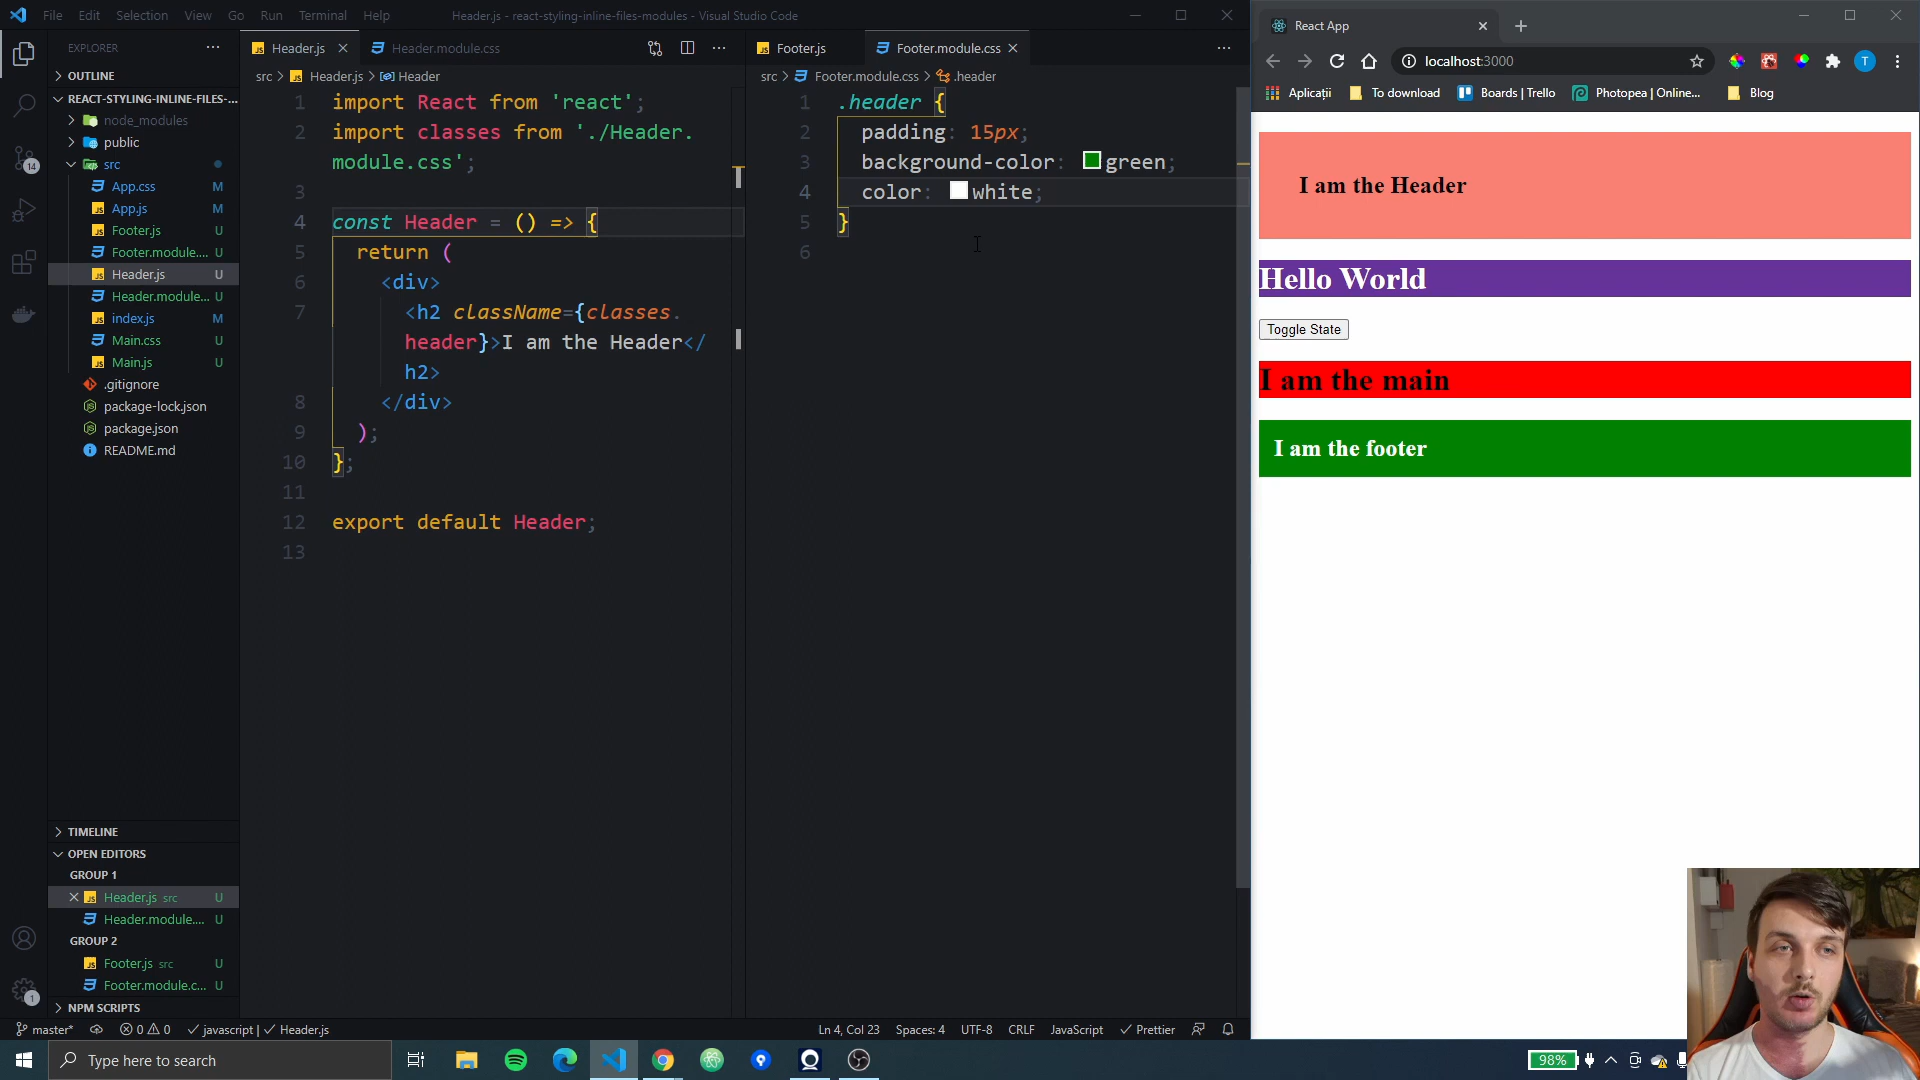 File Edit Selection View Go Run Terminal Help
Header.js - react-styling-inline-files-modules - Visual Studio Code
EXPLORER
OUTLINE
REACT-STYLING-INLINE-FILES-...
node_modules
public
src
App.css M
App.js M
Footer.js U
Footer.module.... U
Header.js U
Header.module... U
index.js M
Main.css U
Main.js U
.gitignore
package-lock.json
package.json
README.md
TIMELINE
OPEN EDITORS
GROUP 1
Header.js src U
Header.module.... U
GROUP 2
Footer.js src U
Footer.module.c... U
NPM SCRIPTS
14
1
Header.js
Header.module.css
src > Header.js > Header
1 import React from 'react';
2 import classes from './Header.
module.css';
3
4 const Header = () => {
5 return (
6 <div>
7 <h2 className={classes.
header}>I am the Header</
h2>
8 </div>
9 );
10 };
11
12 export default Header;
13
Footer.js
Footer.module.css
src > Footer.module.css > .header
1 .header {
2 padding: 15px;
3 background-color: green;
4 color: white;
5 }
6
React App
localhost:3000
T
Aplicații To download Boards | Trello Photopea | Online... Blog
I am the Header
Hello World
Toggle State
I am the main
I am the footer
master* 0 0 javascript | Header.js
Ln 4, Col 23 Spaces: 4 UTF-8 CRLF JavaScript Prettier
Type here to search
98%